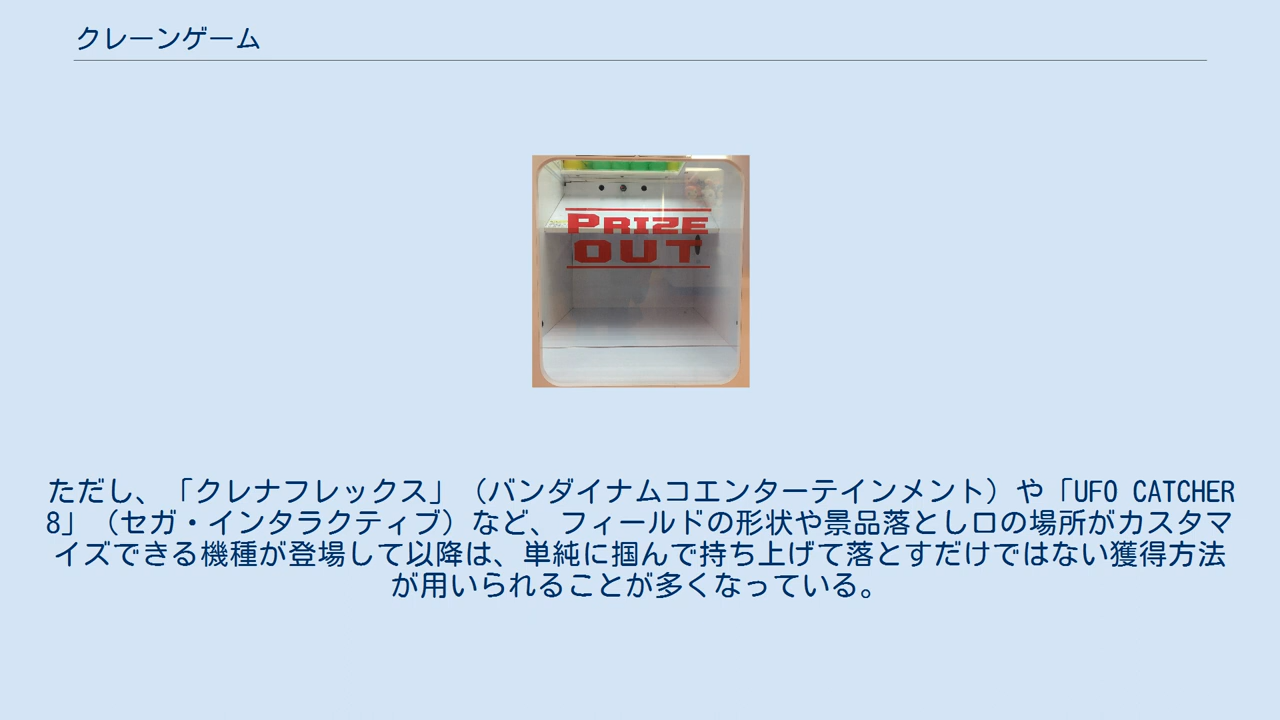 クレーンゲーム
PRIZE
OUT
ただし、「クレナフレックス」（バンダイナムコエンターテインメント）や「UFO CATCHER
8」（セガ・インタラクティブ）など、フィールドの形状や景品落とし口の場所がカスタマ
イズできる機種が登場して以降は、単純に掴んで持ち上げて落とすだけではない獲得方法
が用いられることが多くなっている。